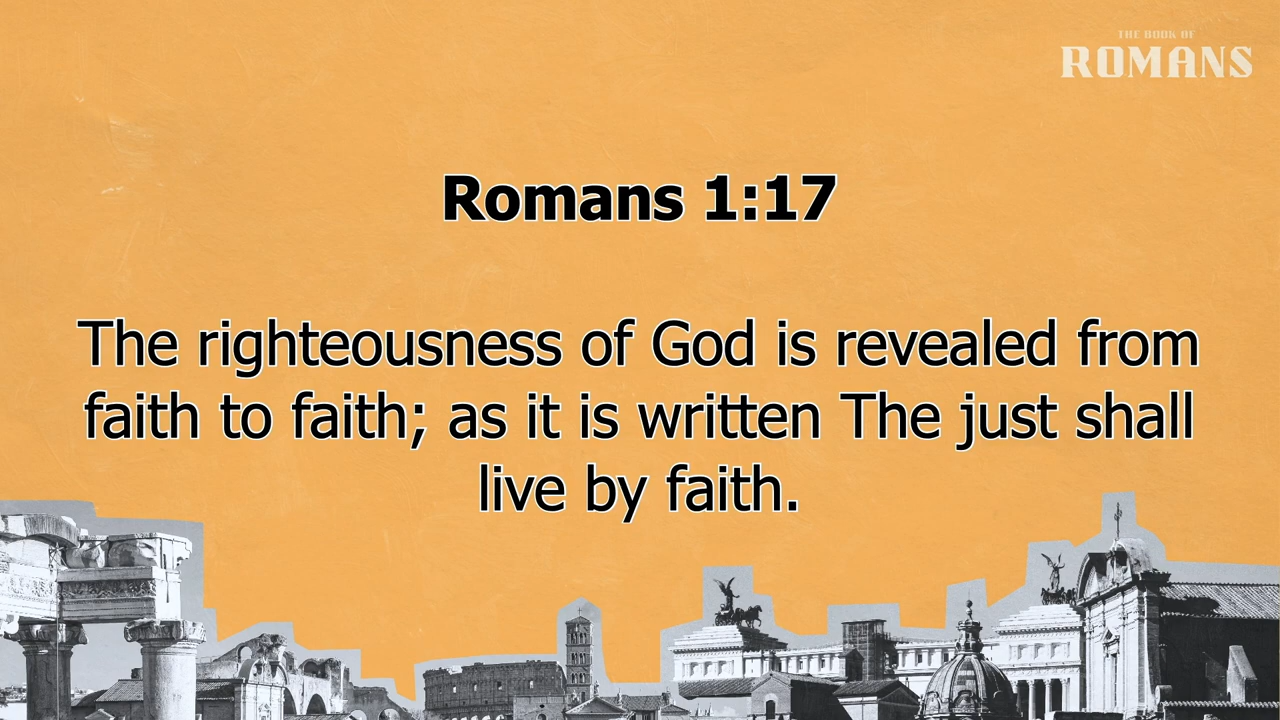 THE BOOK OF
ROMANS
Romans 1:17
The righteousness of God is revealed from
faith to faith; as it is written The just shall
live by faith.